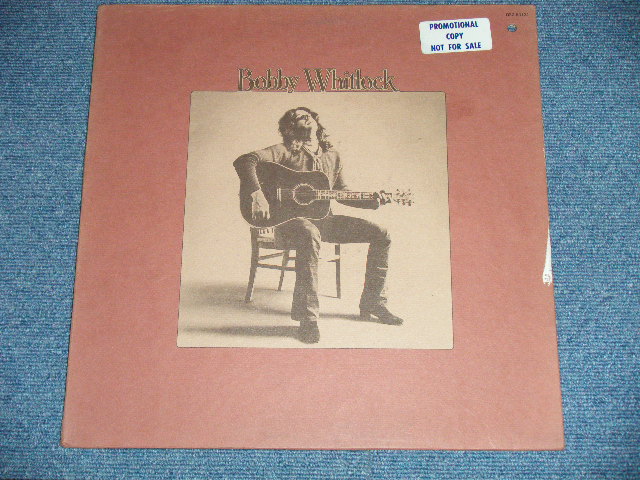 PROMOTIONAL
COPY
NOT FOR SALE
Bobby Whitlock